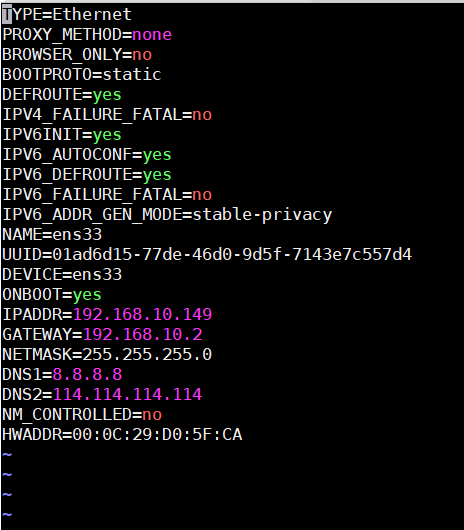 TYPE=Ethernet
PROXY_METHOD=none
BROWSER_ONLY=no
BOOTPROTO=static
DEFROUTE=yes
IPV4_FAILURE_FATAL=no
IPV6INIT=yes
IPV6_AUTOCONF=yes
IPV6_DEFROUTE=yes
IPV6_FAILURE_FATAL=no
IPV6_ADDR_GEN_MODE=stable-privacy
NAME=ens33
UUID=01ad6d15-77de-46d0-9d5f-7143e7c557d4
DEVICE=ens33
ONBOOT=yes
IPADDR=192.168.10.149
GATEWAY=192.168.10.2
NETMASK=255.255.255.0
DNS1=8.8.8.8
DNS2=114.114.114.114
NM_CONTROLLED=no
HWADDR=00:0C:29:D0:5F:CA
~
~
~
~